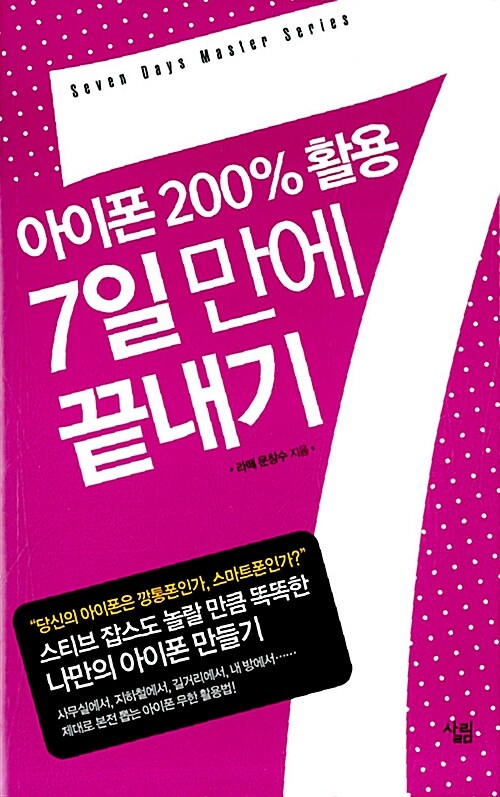 Seven Days Master Series
아이폰 200% 활용
7일 만에
끝내기
• 라떼 문창수 지음 •
“당신의 아이폰은 깡통폰인가, 스마트폰인가?”
스티브 잡스도 놀랄 만큼 똑똑한
나만의 아이폰 만들기
사무실에서, 지하철에서, 길거리에서, 내 방에서……
제대로 본전 뽑는 아이폰 무한 활용법!
살림